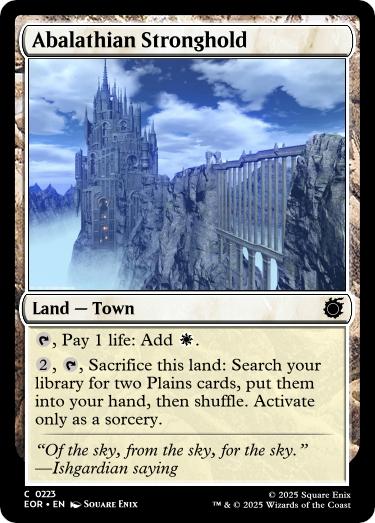 Abalathian Stronghold
Land — Town
, Pay 1 life: Add .
2, , Sacrifice this land: Search your
library for two Plains cards, put them
into your hand, then shuffle. Activate
only as a sorcery.
“Of the sky, from the sky, for the sky.”
—Ishgardian saying
C 0223
EOR • EN SQUARE ENIX
© 2025 Square Enix
™ & © 2025 Wizards of the Coast